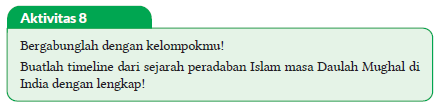 Aktivitas 8
Bergabunglah dengan kelompokmu!
Buatlah timeline dari sejarah peradaban Islam masa Daulah Mughal di
India dengan lengkap!